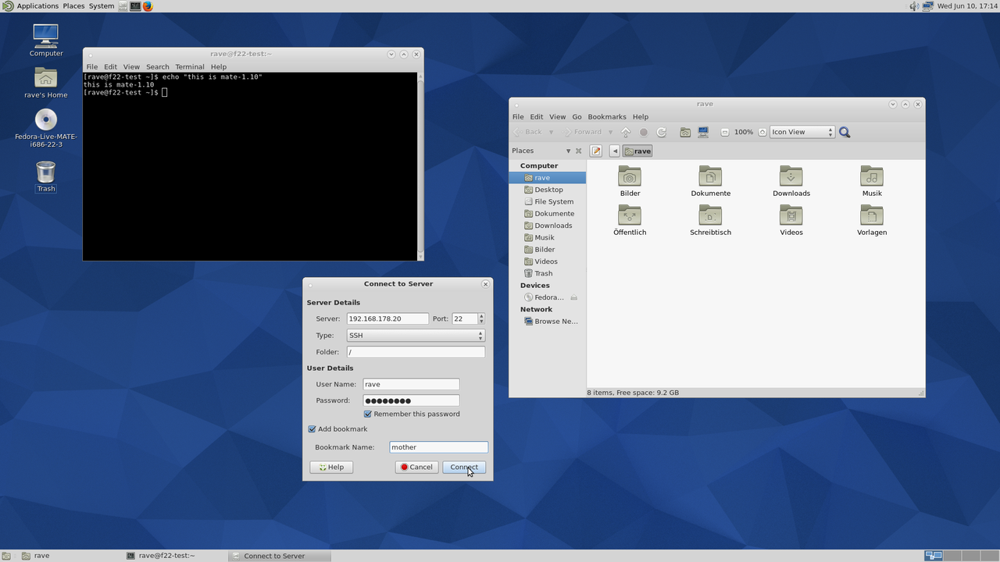 Applications Places System
Wed Jun 10, 17:14
Computer
rave's Home
Fedora-Live-MATE-
i686-22-3
Trash
rave@f22-test:~
File Edit View Search Terminal Help
[rave@f22-test ~]$ echo "this is mate-1.10"
this is mate-1.10
[rave@f22-test ~]$
rave
File Edit View Go Bookmarks Help
Back Forward 100% Icon View
Places rave
Computer
rave
Desktop
File System
Dokumente
Downloads
Musik
Bilder
Videos
Trash
Devices
Fedora...
Network
Browse Ne...
Bilder Dokumente Downloads Musik
Öffentlich Schreibtisch Videos Vorlagen
8 items, Free space: 9.2 GB
Connect to Server
Server Details
Server: 192.168.178.20 Port: 22
Type: SSH
Folder: /
User Details
User Name: rave
Password: ●●●●●●●●
Remember this password
Add bookmark
Bookmark Name: mother
Help Cancel Connect
rave rave@f22-test:~ Connect to Server